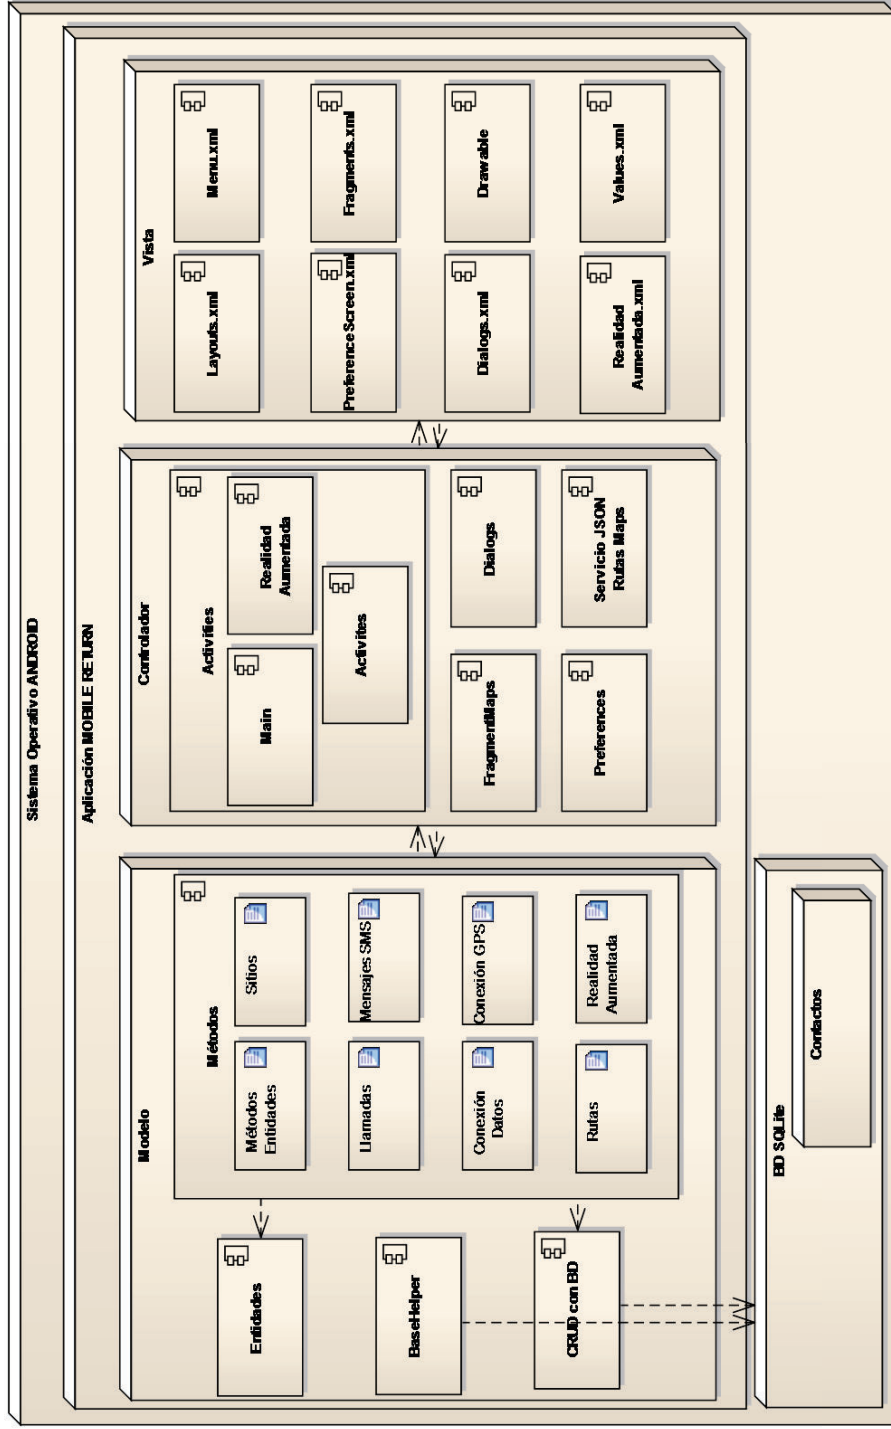 Sistema Operativo ANDROID
Aplicación MOBILE RETURN
Modelo
Entidades
BaseHelper
CRUD con BD
Métodos
Métodos
Entidades
Sitios
Llamadas
Mensajes SMS
Conexión
Datos
Conexión GPS
Rutas
Realidad
Aumentada
Controlador
Activities
Main
Realidad
Aumentada
Activites
FragmentMaps
Dialogs
Preferences
Servicio JSON
Rutas Maps
Vista
Layouts.xml
Menu.xml
PreferenceScreen.xml
Fragments.xml
Dialogs.xml
Drawable
Realidad
Aumentada.xml
Values.xml
BD SQLite
Contactos